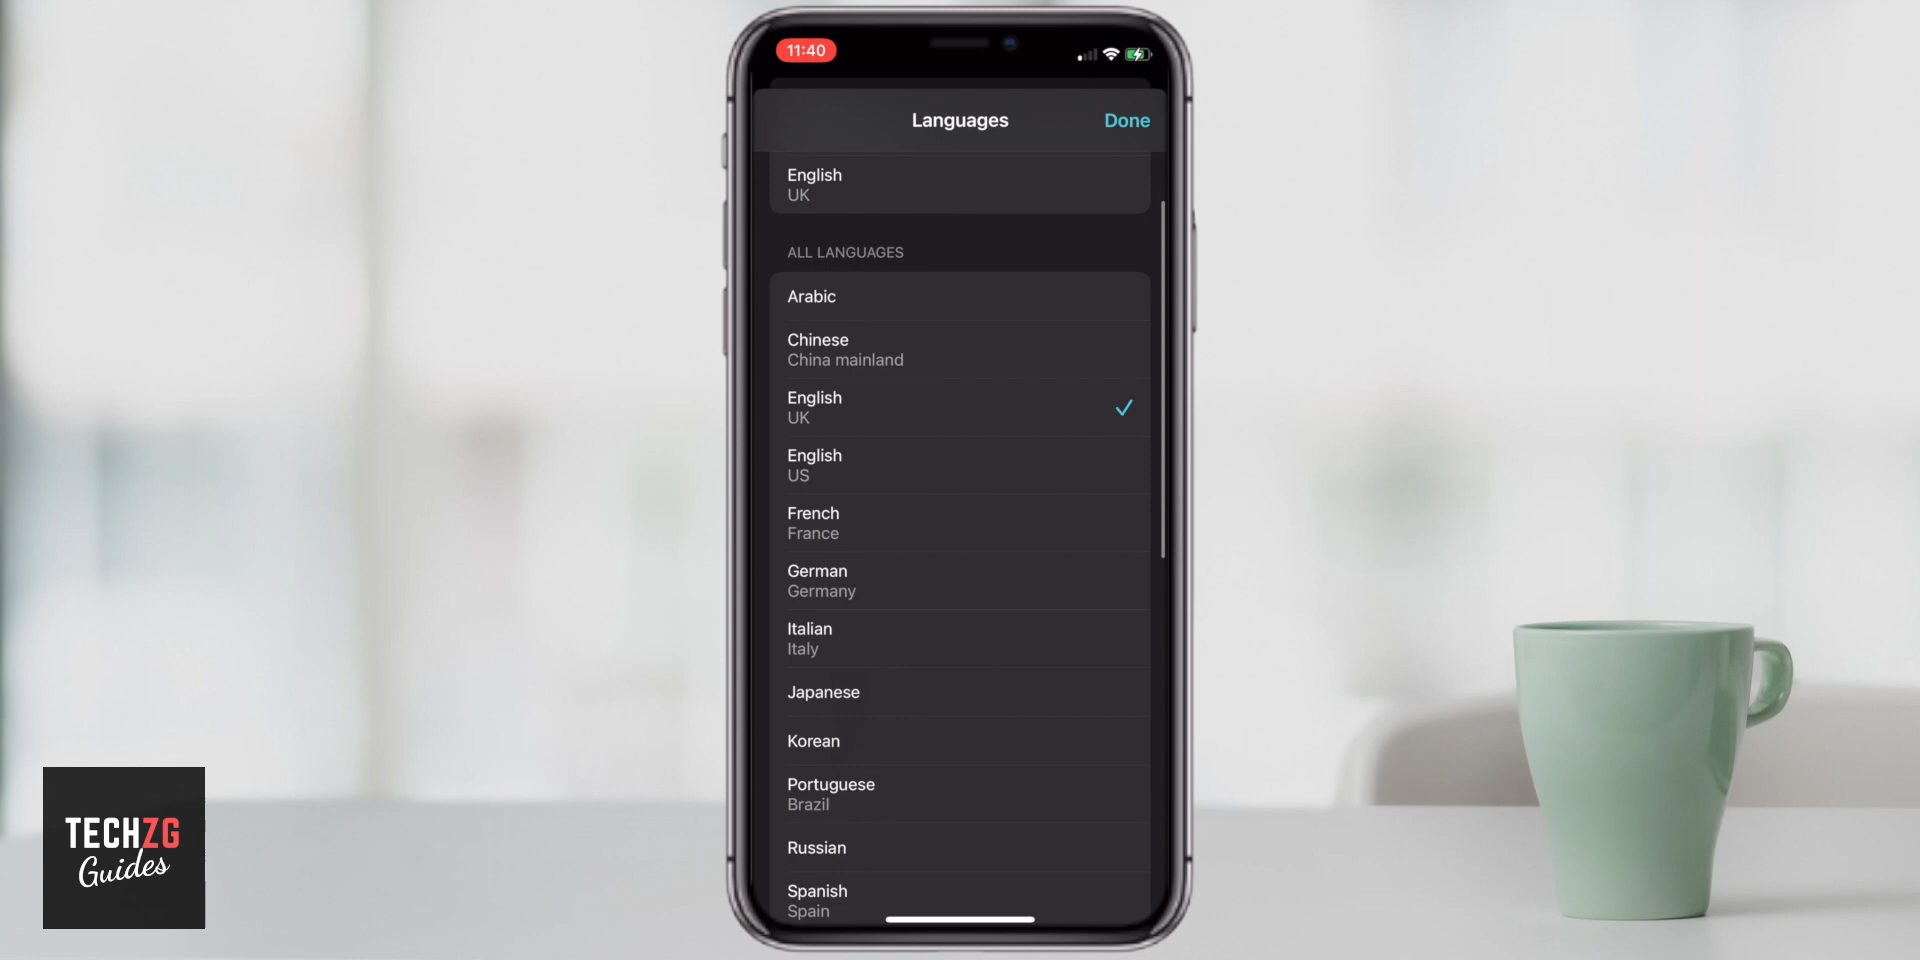 11:40
Languages
Done
English
UK
ALL LANGUAGES
Arabic
Chinese
China mainland
English
UK
English
US
French
France
German
Germany
Italian
Italy
Japanese
Korean
Portuguese
Brazil
Russian
Spanish
Spain
TECHZG
Guides